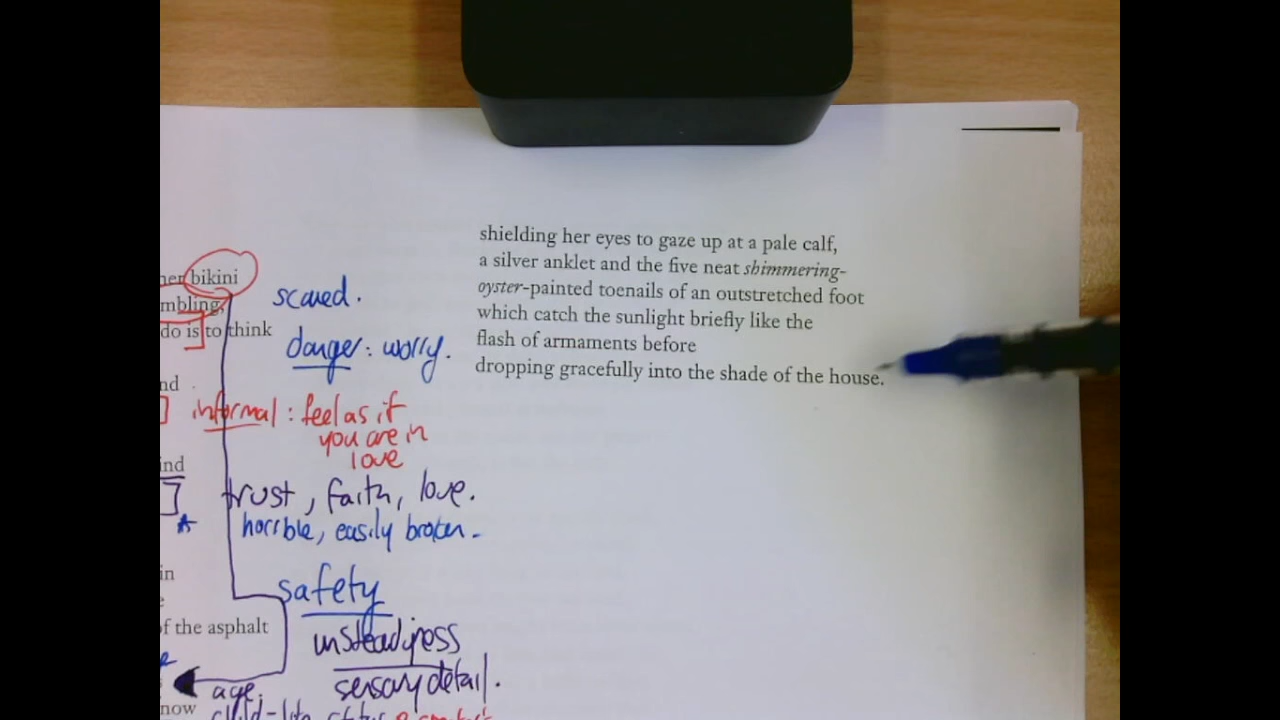 shielding her eyes to gaze up at a pale calf,
a silver anklet and the five neat shimmering-
oyster-painted toenails of an outstretched foot
which catch the sunlight briefly like the
flash of armaments before
dropping gracefully into the shade of the house.
her bikini
mbling,
do is to think
nd
ind
in
f the asphalt
now
scared.
danger: worry.
informal: feel as if
you are in
love
trust, faith, love.
horrible, easily broken.
safety
unsteadiness
sensory detail.
age.